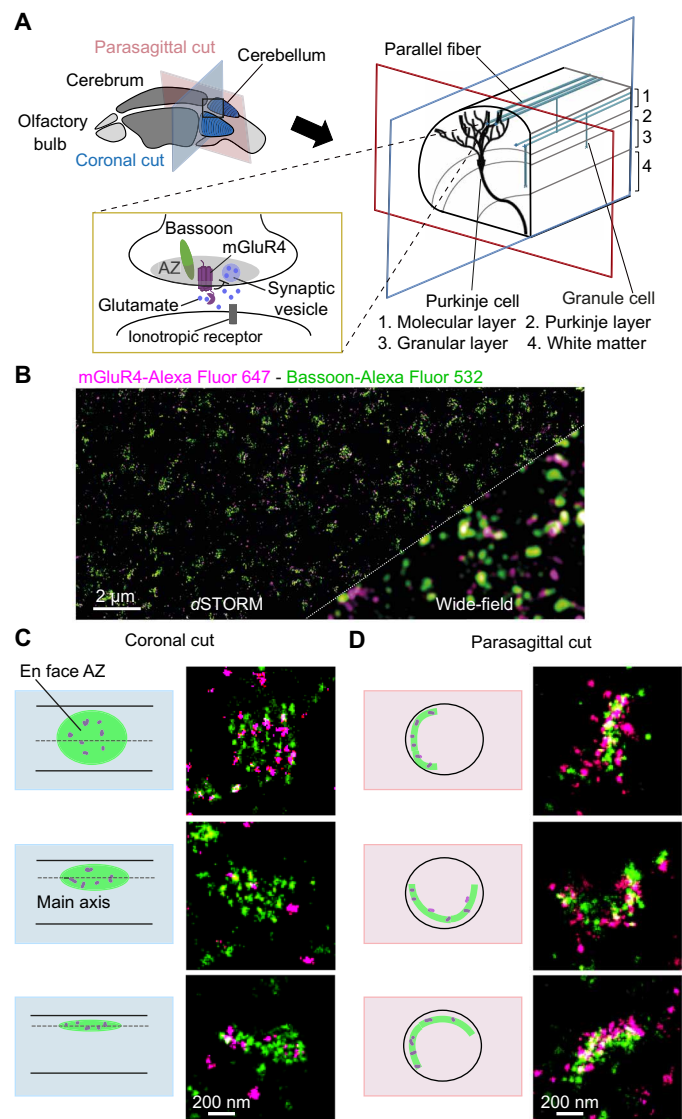 A
Parasagittal cut
Cerebellum
Cerebrum
Olfactory
bulb
Coronal cut
Parallel fiber
1
2
3
4
Bassoon
mGluR4
AZ
Synaptic
vesicle
Glutamate
Ionotropic receptor
Purkinje cell
Granule cell
1. Molecular layer 2. Purkinje layer
3. Granular layer 4. White matter
B
mGluR4-Alexa Fluor 647 - Bassoon-Alexa Fluor 532
2 μm
dSTORM
Wide-field
C
Coronal cut
En face AZ
Main axis
200 nm
D
Parasagittal cut
200 nm